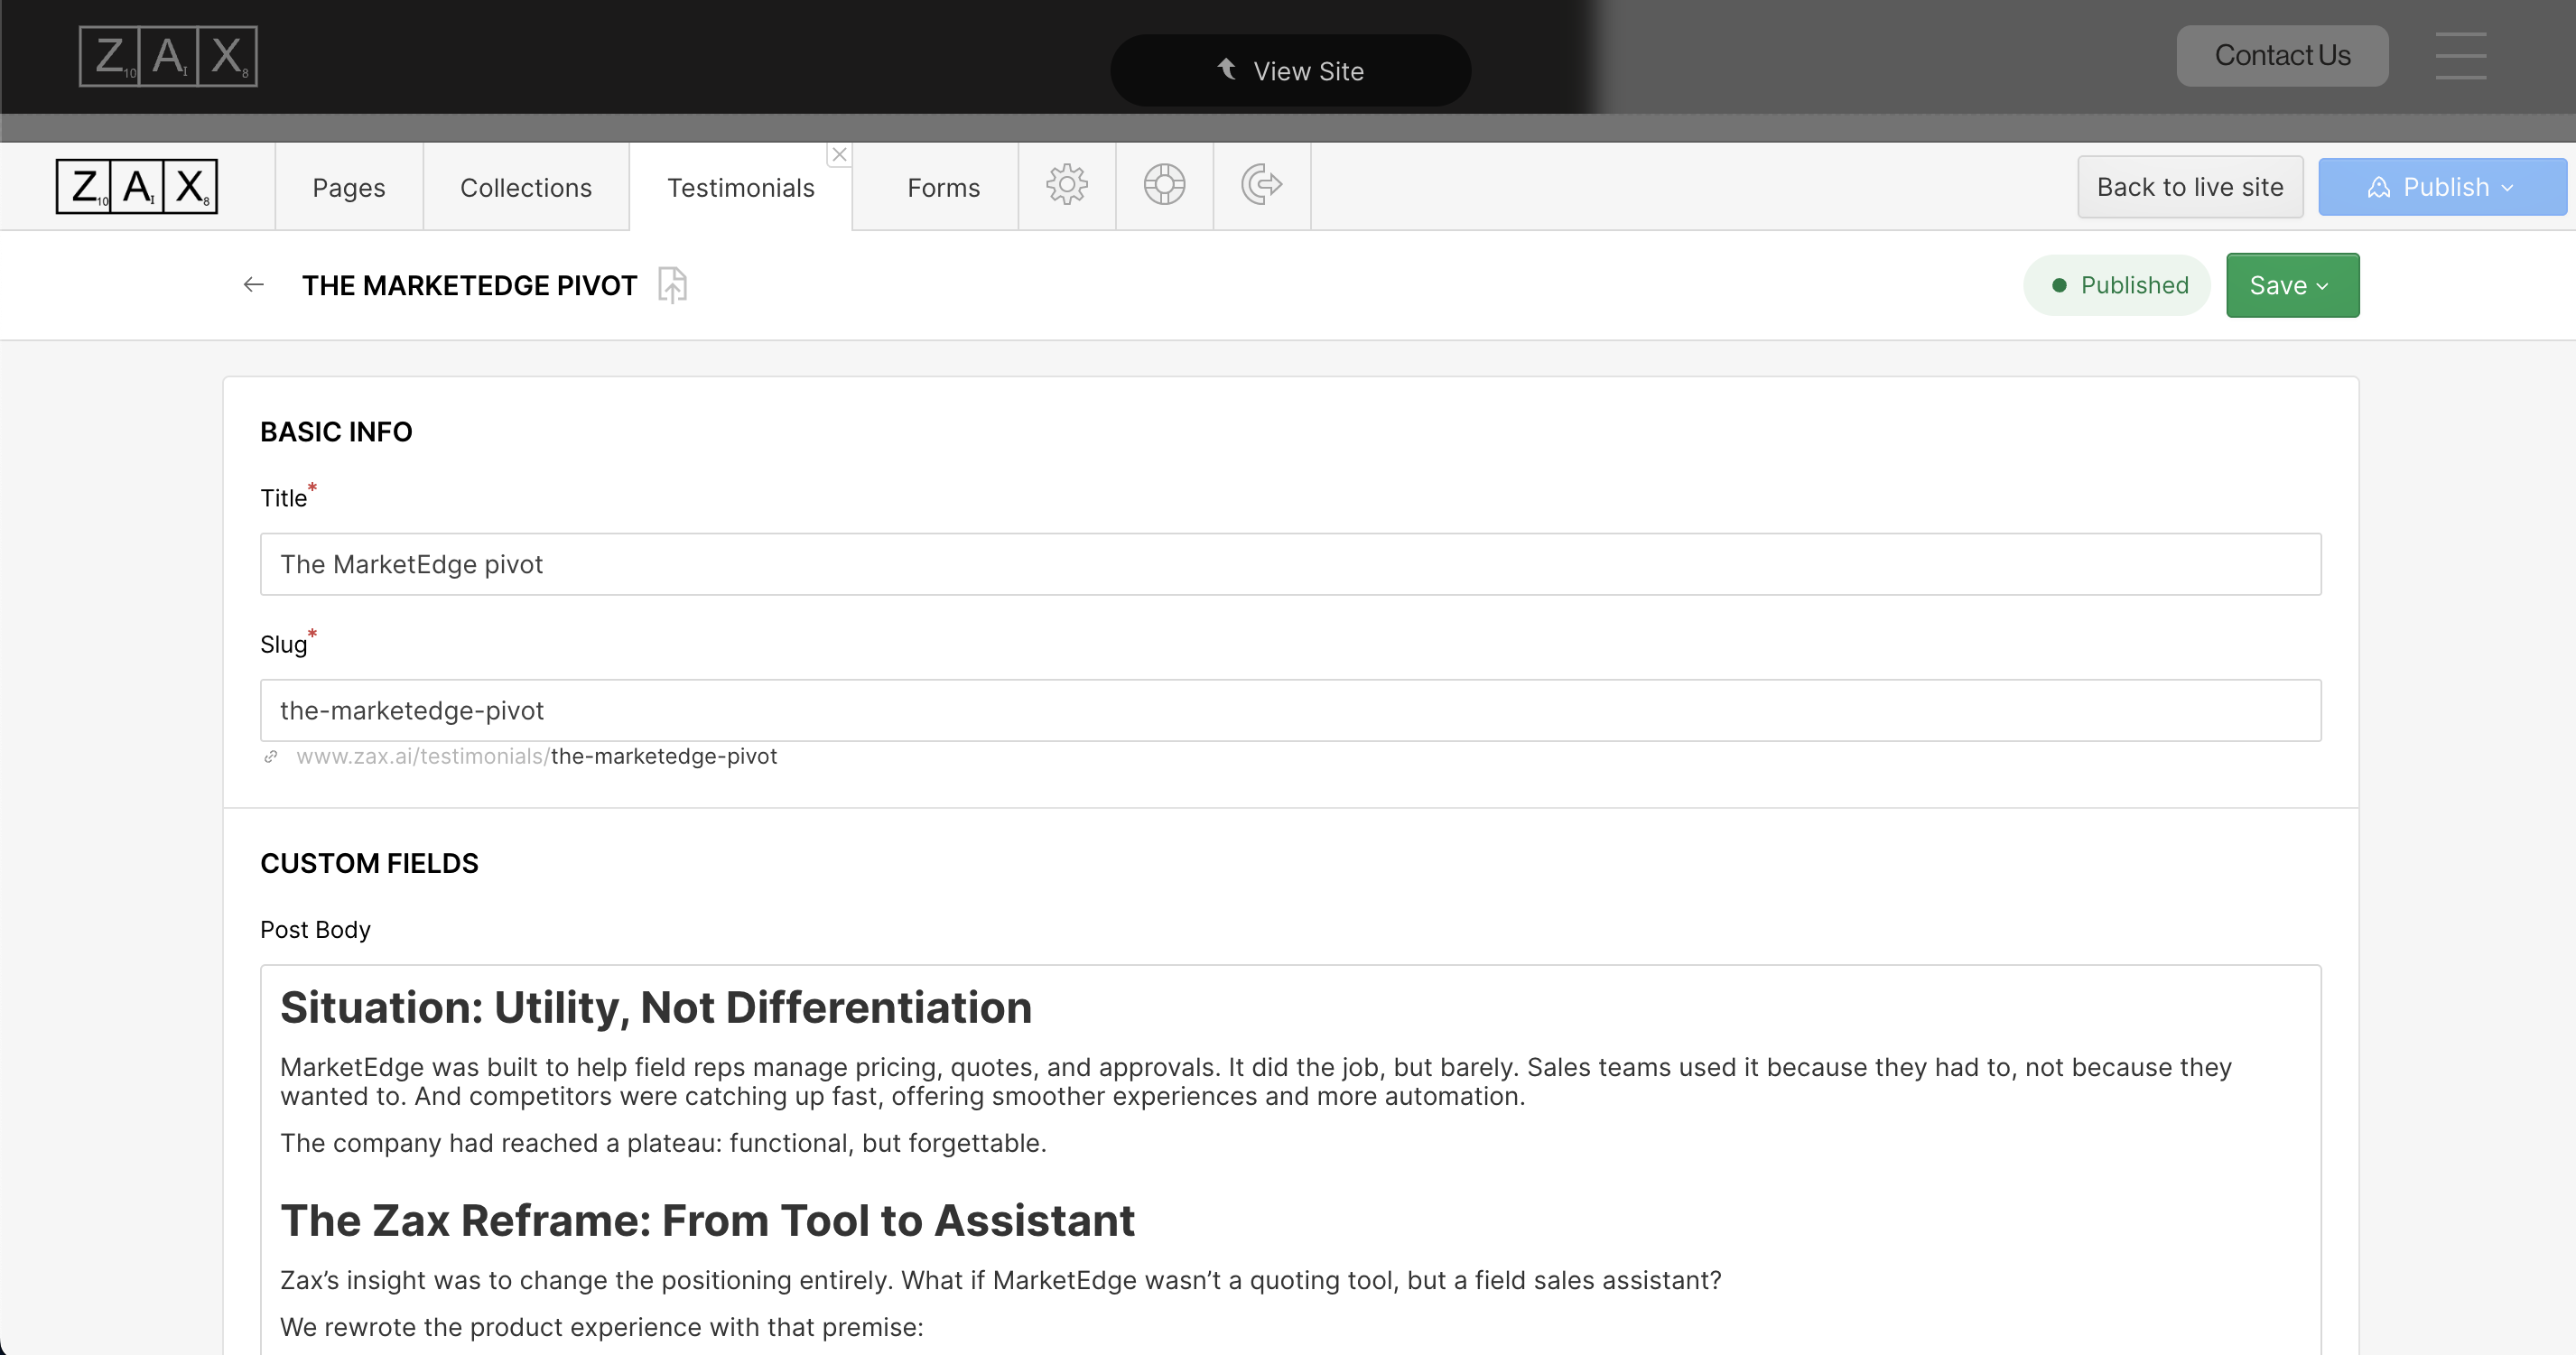 Z10 AI X8
View Site
Contact Us
Z10 AI X8
Pages
Collections
Testimonials
Forms
Back to live site
Publish
THE MARKETEDGE PIVOT
Published
Save
BASIC INFO
Title*
The MarketEdge pivot
Slug*
the-marketedge-pivot
www.zax.ai/testimonials/the-marketedge-pivot
CUSTOM FIELDS
Post Body
Situation: Utility, Not Differentiation
MarketEdge was built to help field reps manage pricing, quotes, and approvals. It did the job, but barely. Sales teams used it because they had to, not because they
wanted to. And competitors were catching up fast, offering smoother experiences and more automation.
The company had reached a plateau: functional, but forgettable.
The Zax Reframe: From Tool to Assistant
Zax’s insight was to change the positioning entirely. What if MarketEdge wasn’t a quoting tool, but a field sales assistant?
We rewrote the product experience with that premise: